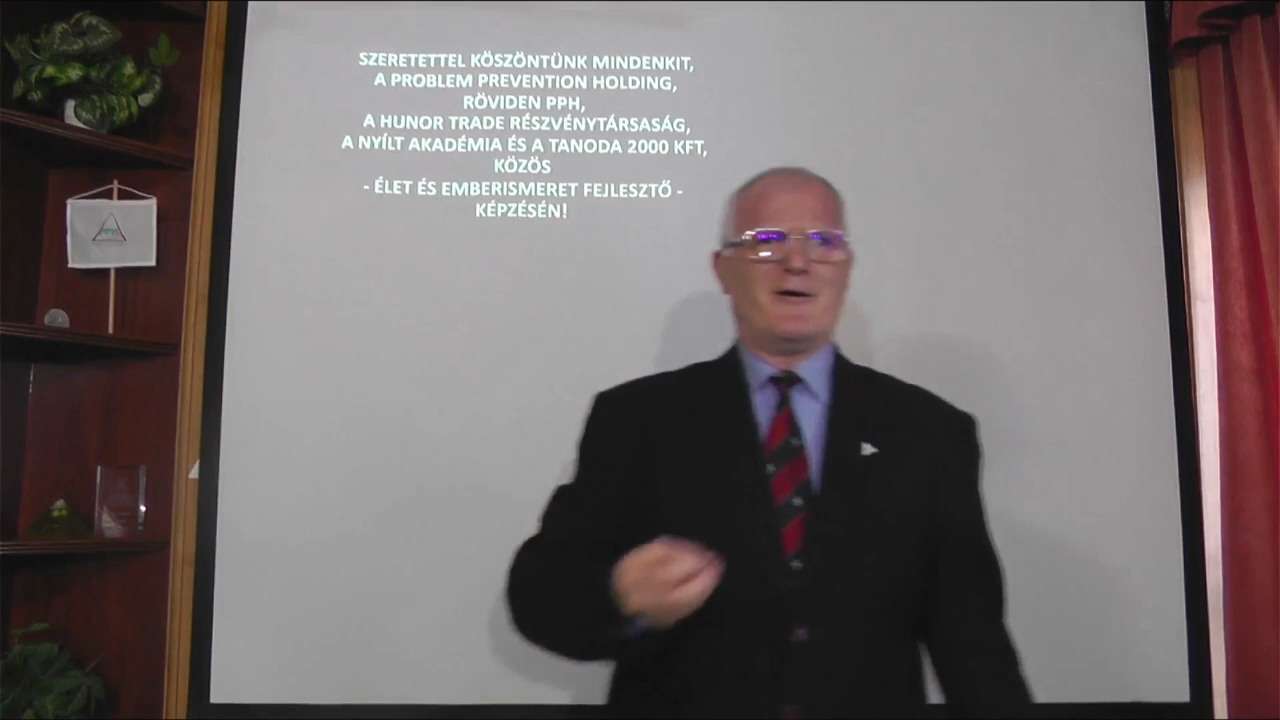 SZERETETTEL KÖSZÖNTÜNK MINDENKIT,
A PROBLEM PREVENTION HOLDING,
RÖVIDEN PPH,
A HUNOR TRADE RÉSZVÉNYTÁRSASÁG,
A NYÍLT AKADÉMIA ÉS A TANODA 2000 KFT,
KÖZÖS
- ÉLET ÉS EMBERISMERET FEJLESZTŐ -
KÉPZÉSÉN!